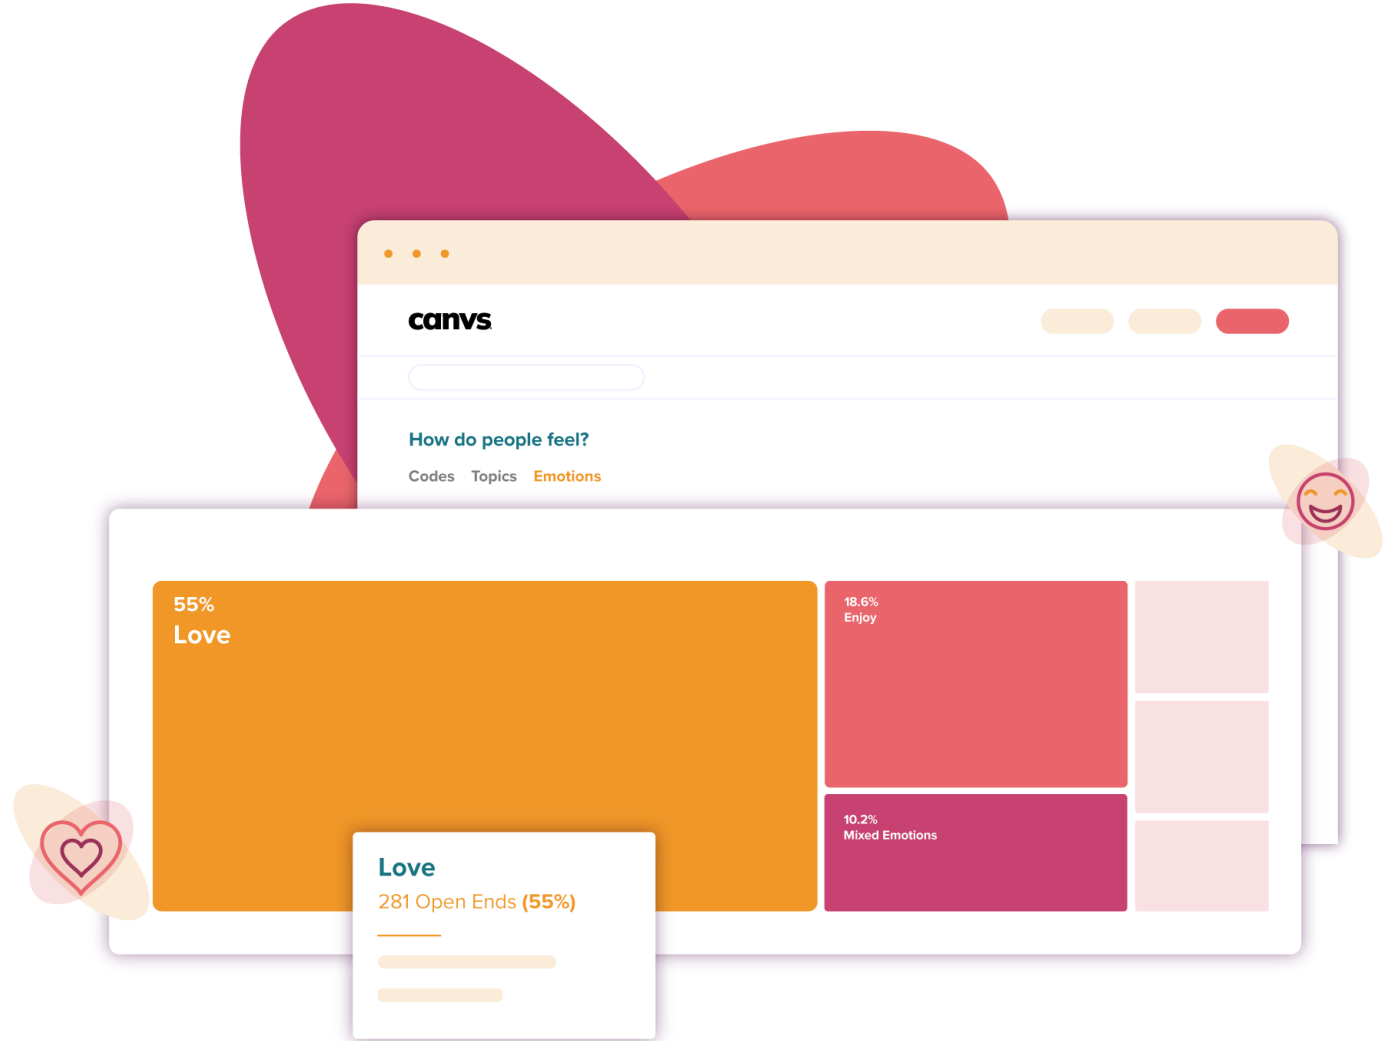 canvs
How do people feel?
Codes Topics Emotions
55%
Love
18.6%
Enjoy
10.2%
Mixed Emotions
Love
281 Open Ends (55%)